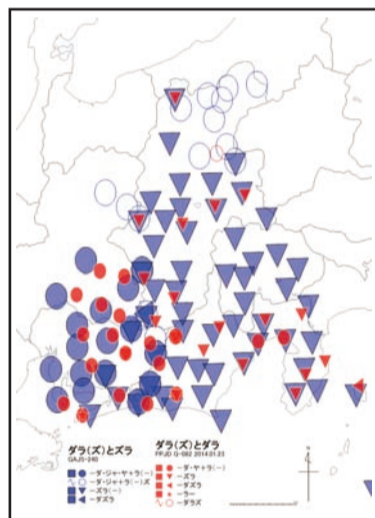 ダラ(ズ)とズラ
GAJ5-240
ーダ・ジャ・ヤ+ラ(ー)
ーダ・ジャ+ラ(ー)ズ
ーズラ(ー)
ーダズラ
ダラ(ズ)とダラ
FPJD G-062 2014.01.23
ーダ・ヤ+ラ(ー)
ーズラ
ーダズラ
ーラー
ーダラズ